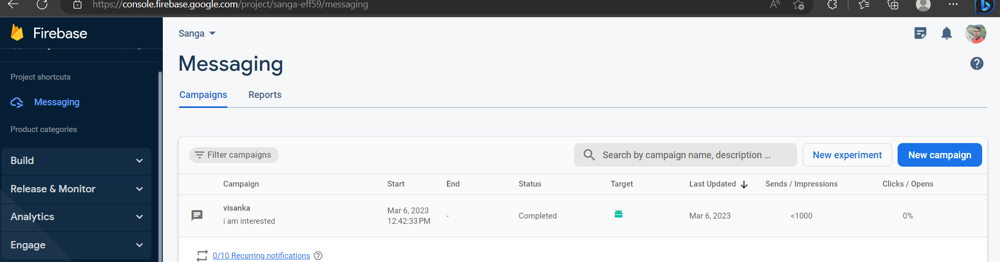 https://console.firebase.google.com/project/sanga-eff59/messaging
Firebase
Sanga
Messaging
Project shortcuts
Messaging
Product categories
Build
Release & Monitor
Analytics
Engage
Campaigns Reports
Filter campaigns
Search by campaign name, description ...
New experiment
New campaign
Campaign Start End Status Target Last Updated Sends / Impressions Clicks / Opens
visanka
i am interested
Mar 6, 2023
12:42:33 PM
-
Completed
Mar 6, 2023
<1000
0%
0/10 Recurring notifications